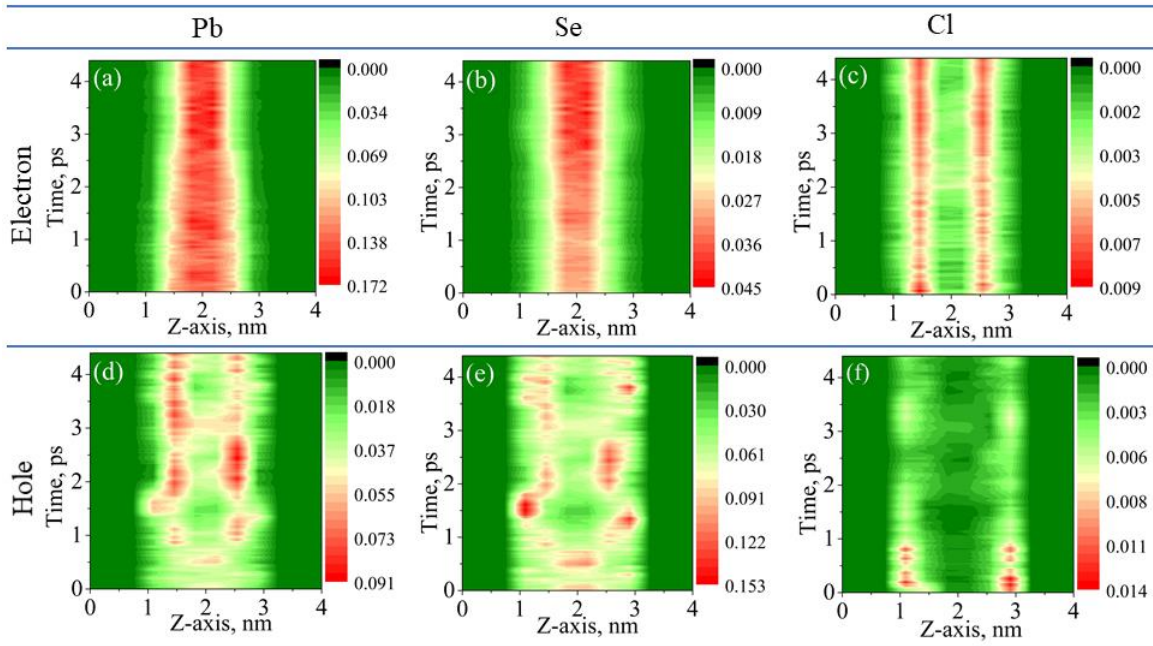 Pb Se Cl
Electron
(a)
Time, ps
4
3
2
1
0
0 1 2 3 4
Z-axis, nm
0.000
0.034
0.069
0.103
0.138
0.172
(b)
Time, ps
4
3
2
1
0
0 1 2 3 4
Z-axis, nm
0.000
0.009
0.018
0.027
0.036
0.045
(c)
Time, ps
4
3
2
1
0
0 1 2 3 4
Z-axis, nm
0.000
0.002
0.003
0.005
0.007
0.009
Hole
(d)
Time, ps
4
3
2
1
0
0 1 2 3 4
Z-axis, nm
0.000
0.018
0.036
0.055
0.073
0.091
(e)
Time, ps
4
3
2
1
0
0 1 2 3 4
Z-axis, nm
0.000
0.030
0.061
0.091
0.122
0.153
(f)
Time, ps
4
3
2
1
0
0 1 2 3 4
Z-axis, nm
0.000
0.003
0.006
0.008
0.011
0.014